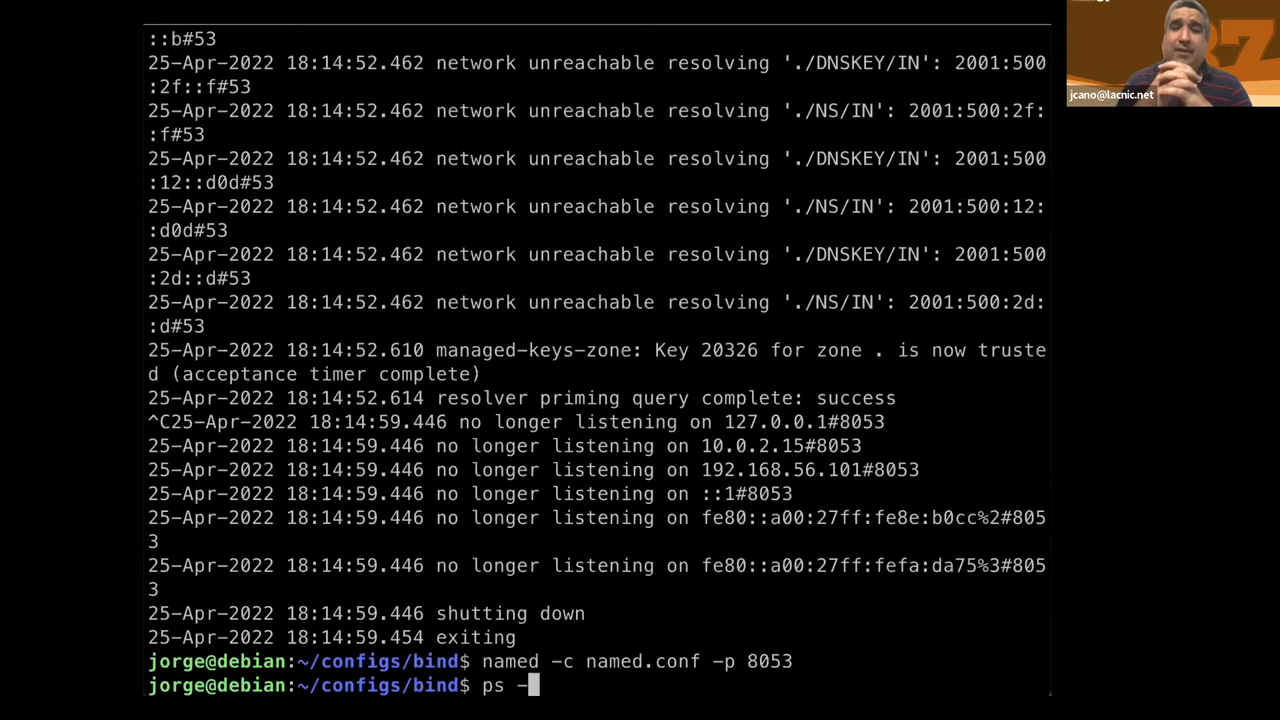 ::b#53
25-Apr-2022 18:14:52.462 network unreachable resolving './DNSKEY/IN': 2001:500
:2f::f#53
25-Apr-2022 18:14:52.462 network unreachable resolving './NS/IN': 2001:500:2f:
:f#53
25-Apr-2022 18:14:52.462 network unreachable resolving './DNSKEY/IN': 2001:500
:12::d0d#53
25-Apr-2022 18:14:52.462 network unreachable resolving './NS/IN': 2001:500:12:
:d0d#53
25-Apr-2022 18:14:52.462 network unreachable resolving './DNSKEY/IN': 2001:500
:2d::d#53
25-Apr-2022 18:14:52.462 network unreachable resolving './NS/IN': 2001:500:2d:
:d#53
25-Apr-2022 18:14:52.610 managed-keys-zone: Key 20326 for zone . is now truste
d (acceptance timer complete)
25-Apr-2022 18:14:52.614 resolver priming query complete: success
^C25-Apr-2022 18:14:59.446 no longer listening on 127.0.0.1#8053
25-Apr-2022 18:14:59.446 no longer listening on 10.0.2.15#8053
25-Apr-2022 18:14:59.446 no longer listening on 192.168.56.101#8053
25-Apr-2022 18:14:59.446 no longer listening on ::1#8053
25-Apr-2022 18:14:59.446 no longer listening on fe80::a00:27ff:fe8e:b0cc%2#805
3
25-Apr-2022 18:14:59.446 no longer listening on fe80::a00:27ff:fefa:da75%3#805
3
25-Apr-2022 18:14:59.446 shutting down
25-Apr-2022 18:14:59.454 exiting
jorge@debian:~/configs/bind$ named -c named.conf -p 8053
jorge@debian:~/configs/bind$ ps -
jcano@lacnic.net